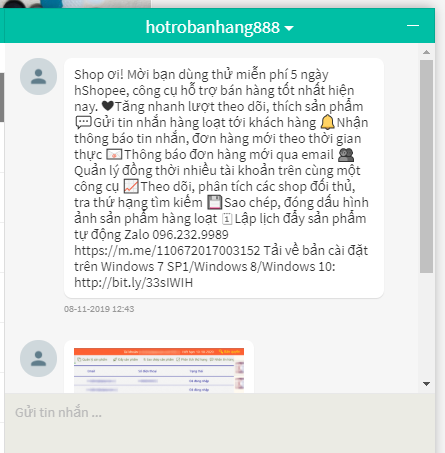 hotrobanhang888
Shop ơi! Mời bạn dùng thử miễn phí 5 ngày
hShopee, công cụ hỗ trợ bán hàng tốt nhất hiện
nay. ❤Tăng nhanh lượt theo dõi, thích sản phẩm
💬Gửi tin nhắn hàng loạt tới khách hàng 🔔Nhận
thông báo tin nhắn, đơn hàng mới theo thời gian
thực 📧Thông báo đơn hàng mới qua email 👥
Quản lý đồng thời nhiều tài khoản trên cùng một
công cụ 📈Theo dõi, phân tích các shop đối thủ,
tra thứ hạng tìm kiếm 💾Sao chép, đóng dấu hình
ảnh sản phẩm hàng loạt 🗓Lập lịch đẩy sản phẩm
tự động Zalo 096.232.9989
https://m.me/110672017003152 Tải về bản cài đặt
trên Windows 7 SP1/Windows 8/Windows 10:
http://bit.ly/33sIWIH
08-11-2019 12:43
Gửi tin nhắn ...